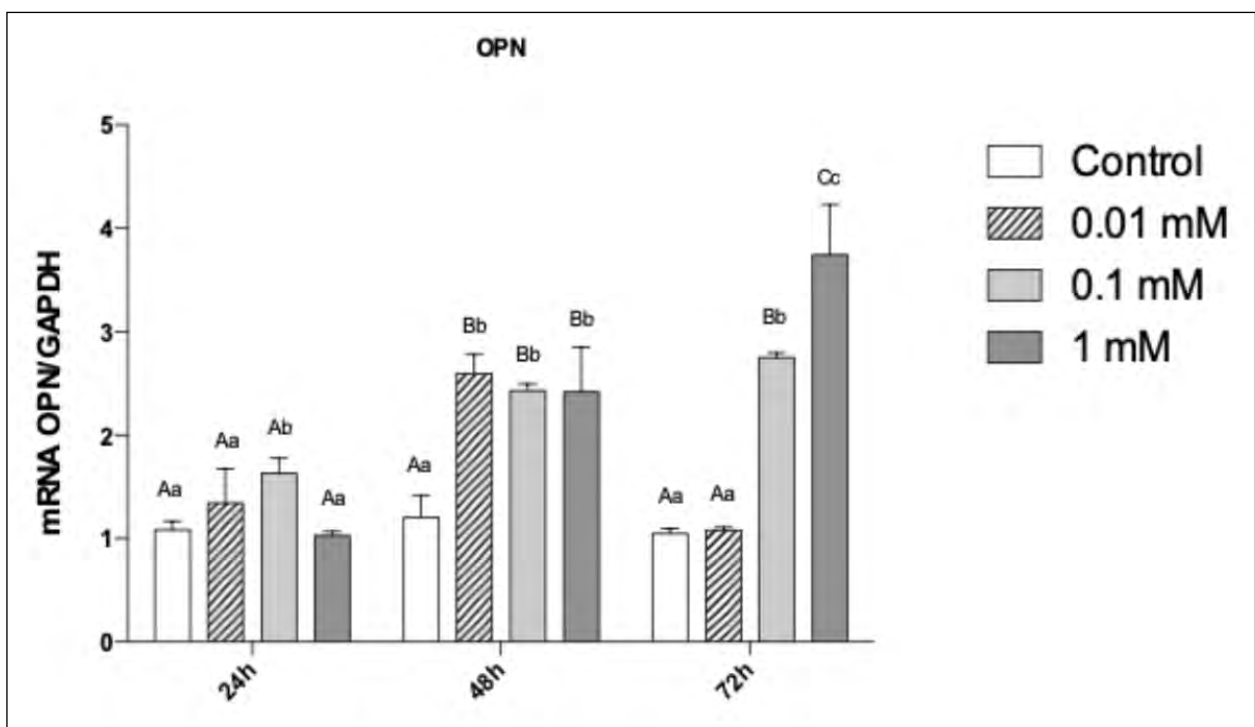 OPN
mRNA OPN/GAPDH
5
4
3
2
1
0
Aa
Aa
Ab
Aa
Aa
Bb
Bb
Bb
Aa
Aa
Bb
Cc
24h
48h
72h
Control
0.01 mM
0.1 mM
1 mM